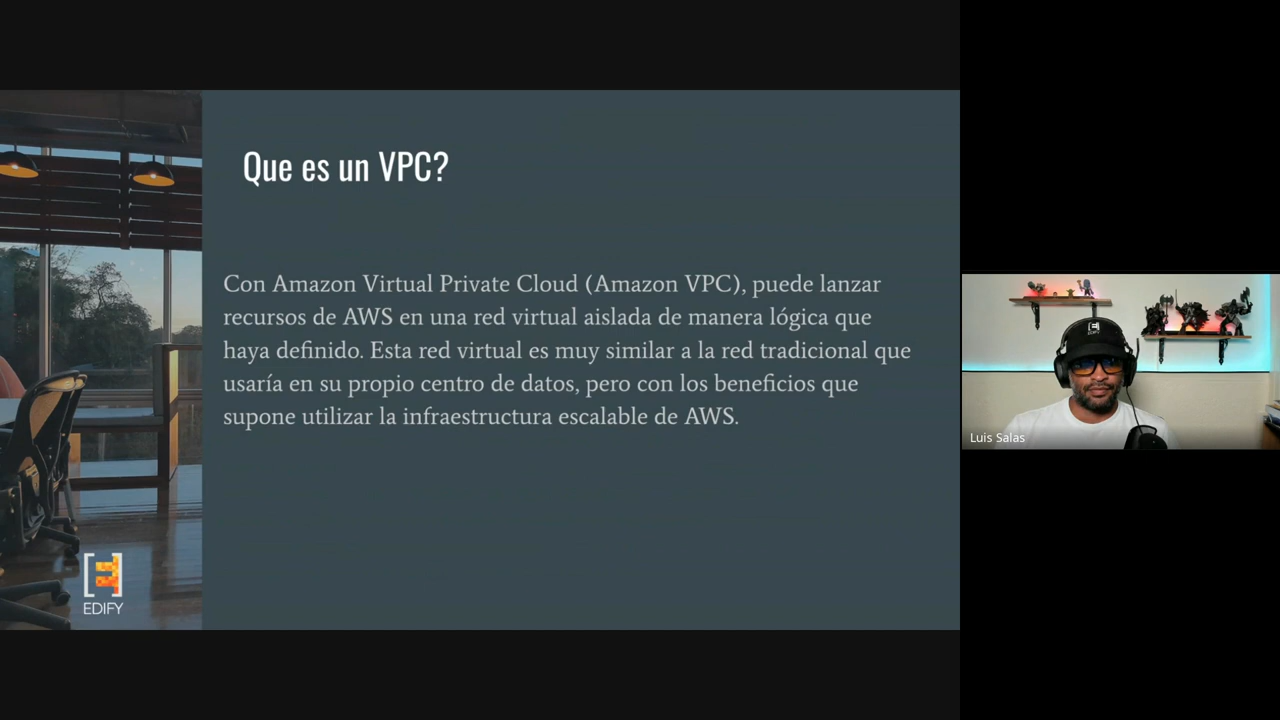 Que es un VPC?
Con Amazon Virtual Private Cloud (Amazon VPC), puede lanzar
recursos de AWS en una red virtual aislada de manera lógica que
haya definido. Esta red virtual es muy similar a la red tradicional que
usaría en su propio centro de datos, pero con los beneficios que
supone utilizar la infraestructura escalable de AWS.
EDIFY
EDIFY
Luis Salas